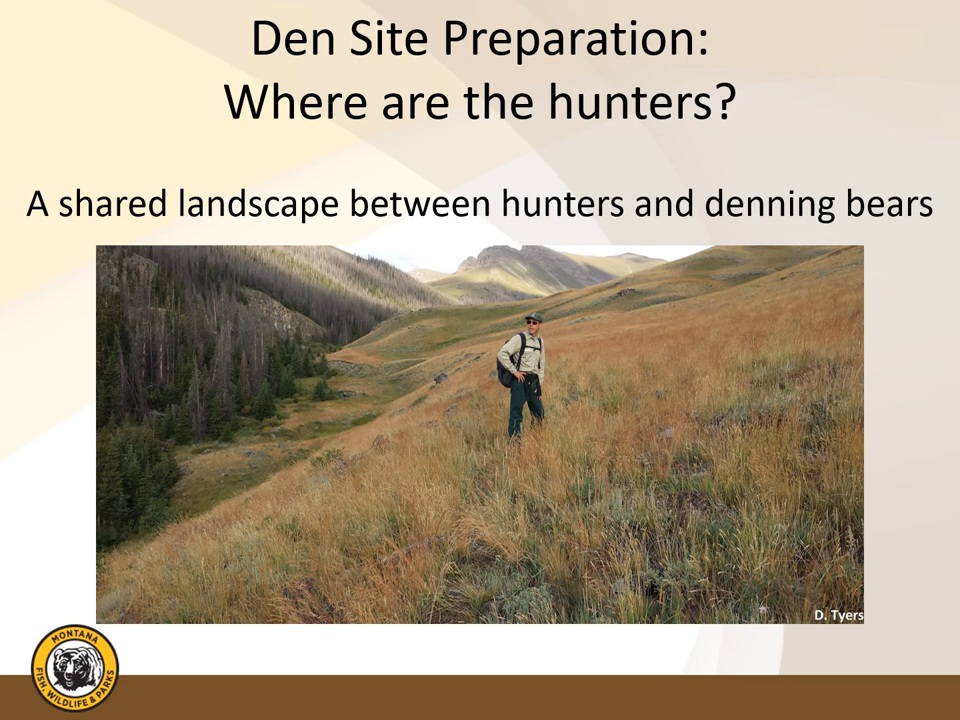 Den Site Preparation:
Where are the hunters?
A shared landscape between hunters and denning bears
D. Tyers
MONTANA
FISH, WILDLIFE & PARKS